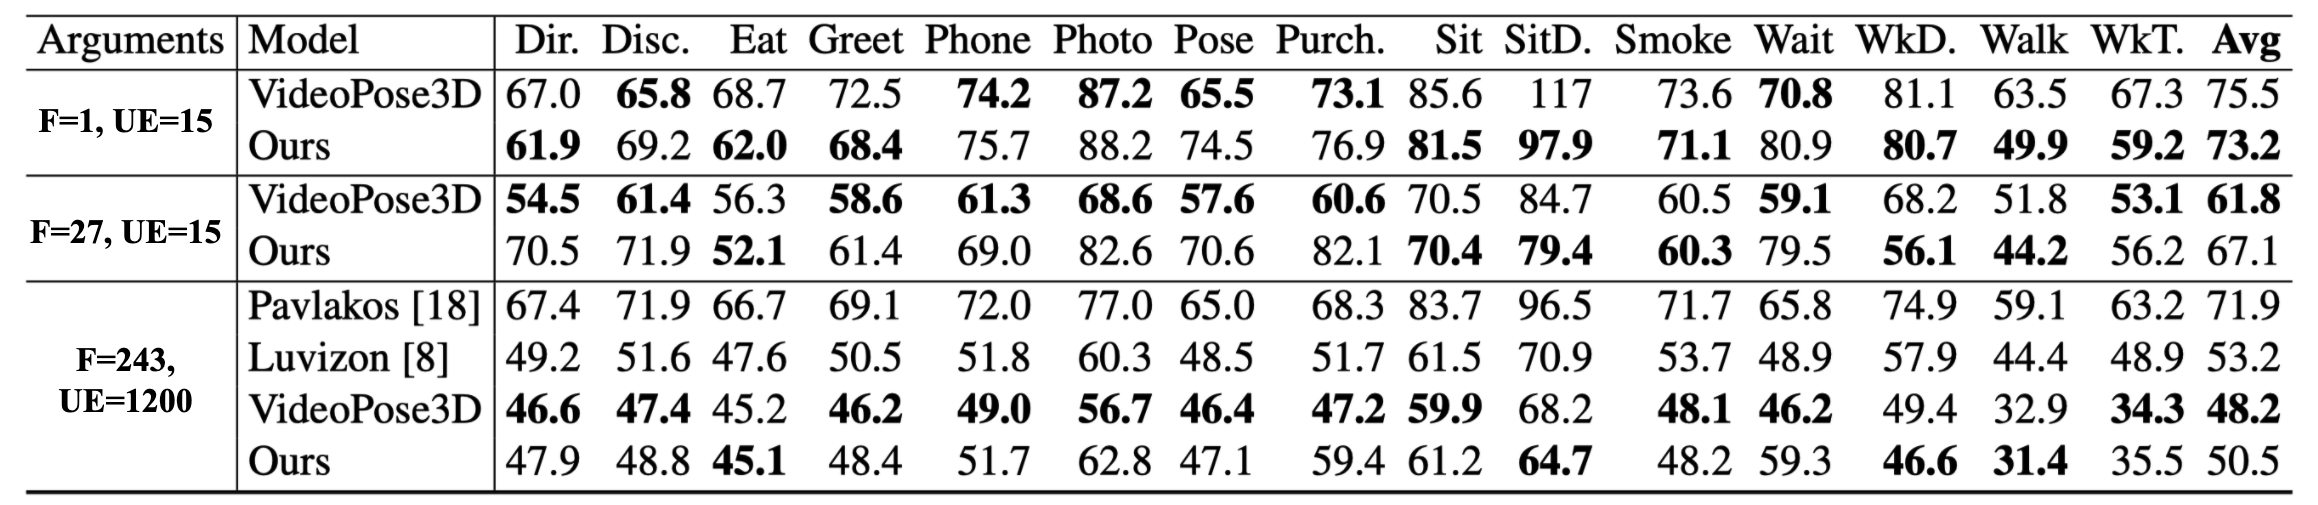 Arguments Model Dir. Disc. Eat Greet Phone Photo Pose Purch. Sit SitD. Smoke Wait WkD. Walk WkT. Avg
F=1, UE=15
VideoPose3D 67.0 65.8 68.7 72.5 74.2 87.2 65.5 73.1 85.6 117 73.6 70.8 81.1 63.5 67.3 75.5
Ours 61.9 69.2 62.0 68.4 75.7 88.2 74.5 76.9 81.5 97.9 71.1 80.9 80.7 49.9 59.2 73.2
F=27, UE=15
VideoPose3D 54.5 61.4 56.3 58.6 61.3 68.6 57.6 60.6 70.5 84.7 60.5 59.1 68.2 51.8 53.1 61.8
Ours 70.5 71.9 52.1 61.4 69.0 82.6 70.6 82.1 70.4 79.4 60.3 79.5 56.1 44.2 56.2 67.1
F=243,
UE=1200
Pavlakos [18] 67.4 71.9 66.7 69.1 72.0 77.0 65.0 68.3 83.7 96.5 71.7 65.8 74.9 59.1 63.2 71.9
Luvizon [8] 49.2 51.6 47.6 50.5 51.8 60.3 48.5 51.7 61.5 70.9 53.7 48.9 57.9 44.4 48.9 53.2
VideoPose3D 46.6 47.4 45.2 46.2 49.0 56.7 46.4 47.2 59.9 68.2 48.1 46.2 49.4 32.9 34.3 48.2
Ours 47.9 48.8 45.1 48.4 51.7 62.8 47.1 59.4 61.2 64.7 48.2 59.3 46.6 31.4 35.5 50.5